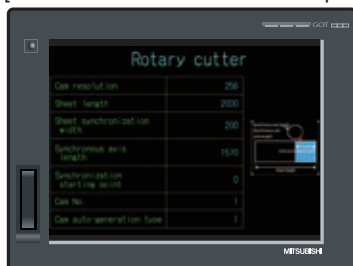 GOT
Rotary cutter
Cam resolution 256
Sheet length 2000
Sheet synchronization
width 200
Synchronous axis
length 1570
Synchronization
starting point 0
Cam No. 1
Cam auto-generation type 1
MITSUBISHI